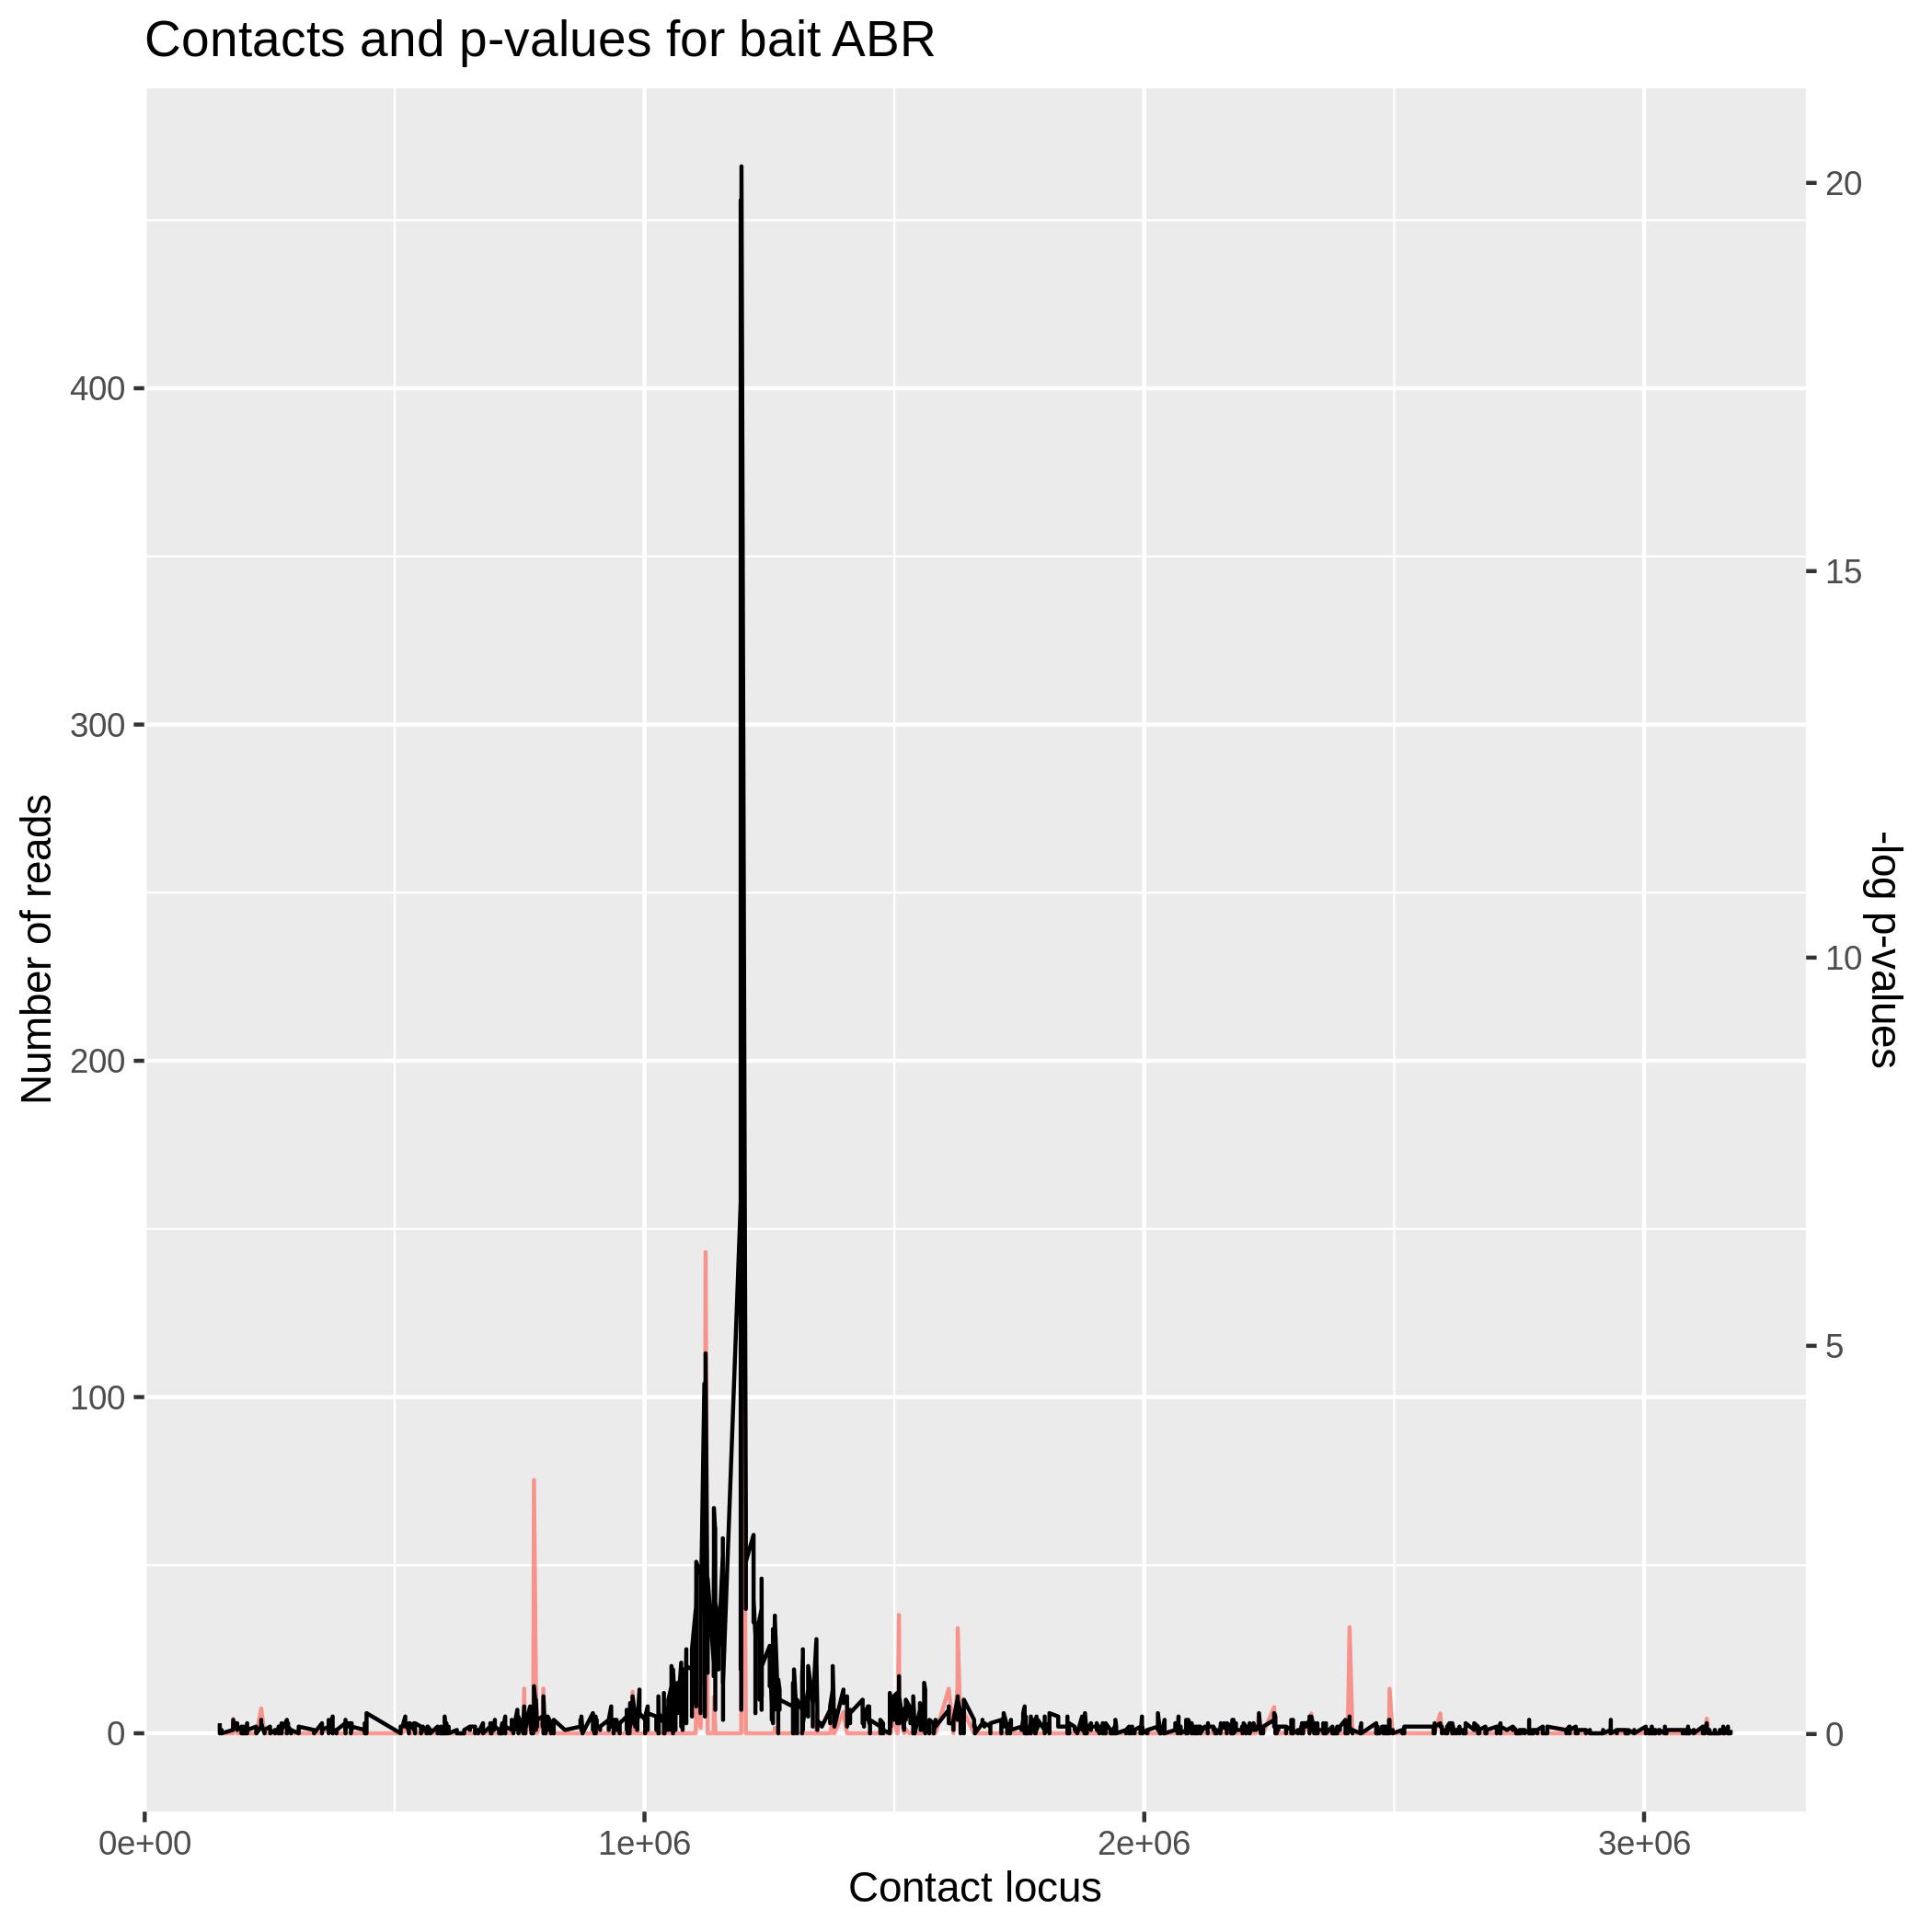 Contacts and p-values for bait ABR
Number of reads
400
300
200
100
0
20
15
10
5
0
-log p-values
0e+00
1e+06
2e+06
3e+06
Contact locus